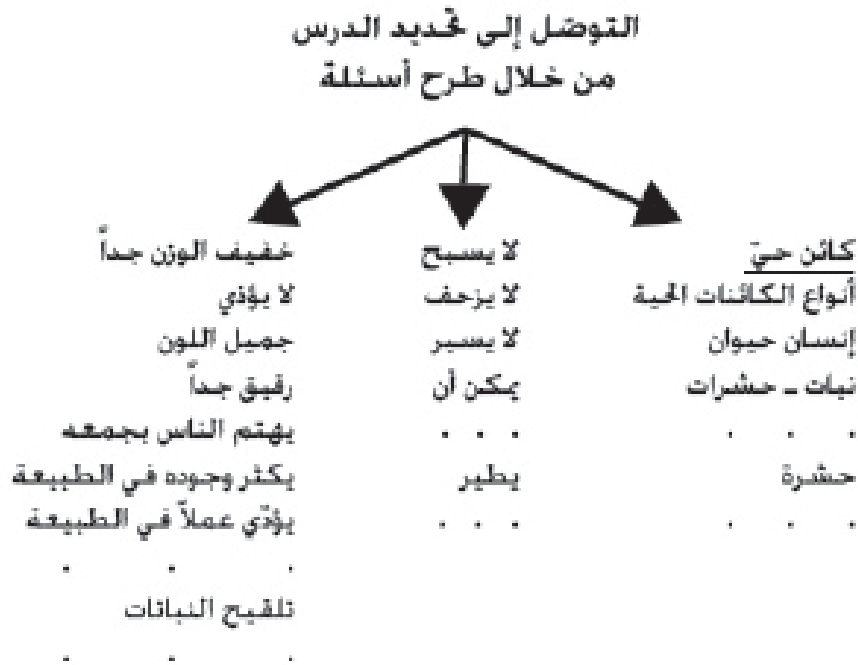 التوصّل إلى تحديد الدرس
من خلال طرح أسئلة
كائن حيّ
أنواع الكائنات الحية
إنسان حيوان
نبات ـ حشرات
. . .
حشرة
. . .
لا يسبح
لا يزحف
لا يسير
يمكن أن
. . .
يطير
. . .
خفيف الوزن جداً
لا يؤذي
جميل اللون
رقيق جداً
يهتم الناس بجمعه
يكثر وجوده في الطبيعة
يؤدّي عملاً في الطبيعة
. . .
تلقيح النباتات
. . .